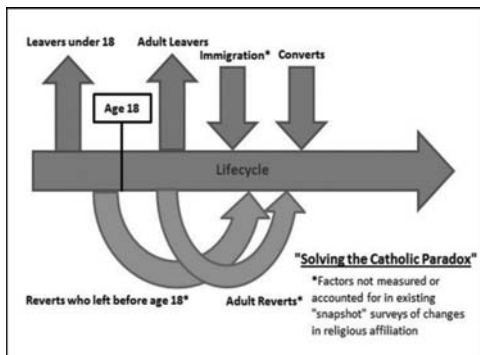 Leavers under 18
Adult Leavers
Immigration*
Converts
Age 18
Lifecycle
"Solving the Catholic Paradox"
*Factors not measured or
accounted for in existing
"snapshot" surveys of changes
in religious affiliation
Reverts who left before age 18*
Adult Reverts*